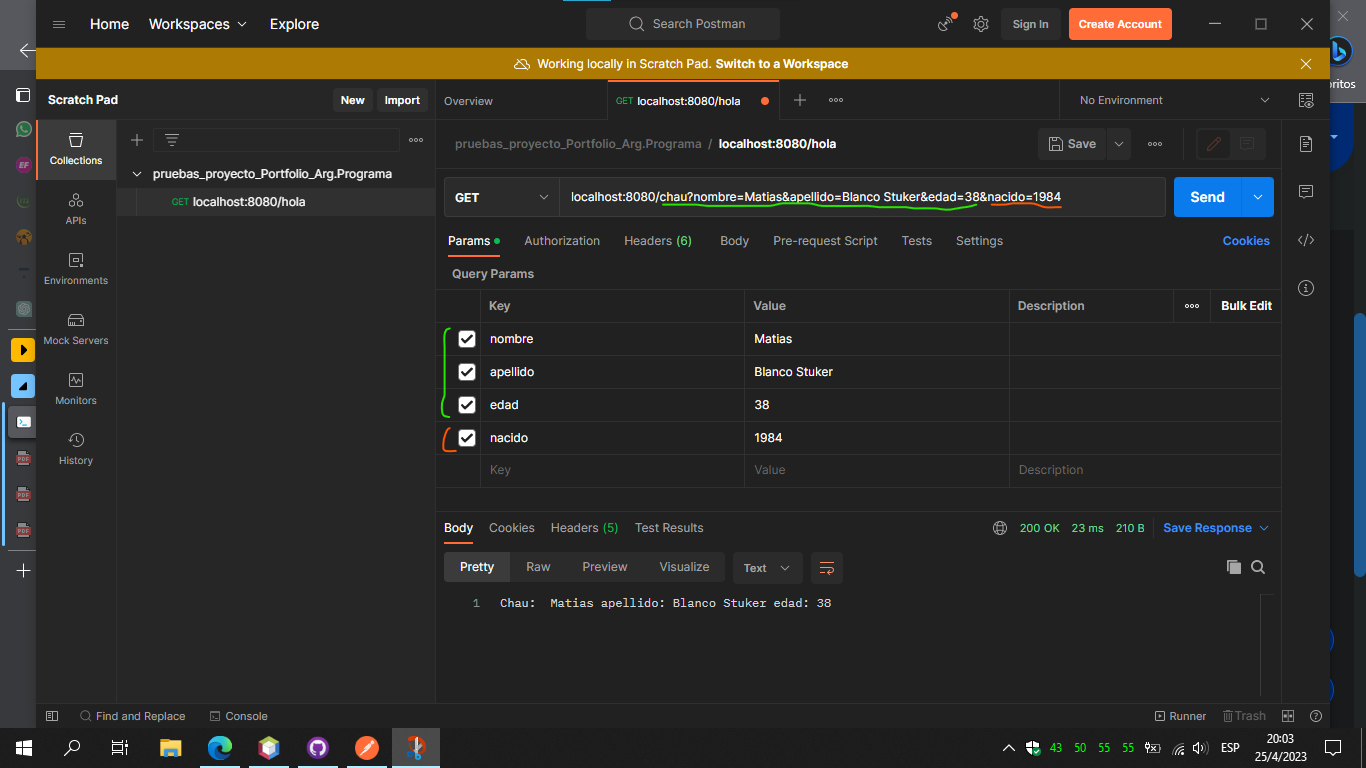 Home Workspaces Explore Search Postman Sign In Create Account
Working locally in Scratch Pad. Switch to a Workspace
Scratch Pad New Import Overview GET localhost:8080/hola No Environment
oritos
pruebas_proyecto_Portfolio_Arg.Programa / localhost:8080/hola Save
Collections
pruebas_proyecto_Portfolio_Arg.Programa
GET localhost:8080/hola
APIs
Environments
Mock Servers
Monitors
History
GET localhost:8080/chau?nombre=Matias&apellido=Blanco Stuker&edad=38&nacido=1984 Send
Params Authorization Headers (6) Body Pre-request Script Tests Settings Cookies
Query Params
Key Value Description Bulk Edit
nombre Matias
apellido Blanco Stuker
edad 38
nacido 1984
Key Value Description
Body Cookies Headers (5) Test Results 200 OK 23 ms 210 B Save Response
Pretty Raw Preview Visualize Text
1 Chau:  Matias apellido: Blanco Stuker edad: 38
Find and Replace Console Runner Trash
43 50 55 55 ESP 20:03
25/4/2023
EF
PDF
PDF
PDF